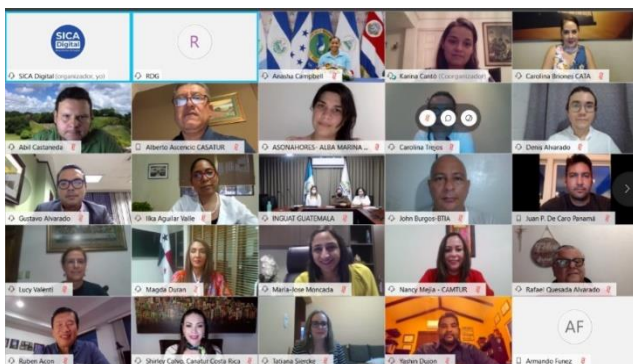 SICA
Digital
SICA Digital (organizador, yo)
R
RDG
Anasha Campbell
Karina Cantó (Coorganizador)
Carolina Briones CATA
Abil Castaneda
Alberto Ascencio CASATUR
ASONAHORES- ALBA MARINA ...
Carolina Trejos
Denis Alvarado
Gustavo Alvarado
Ilka Aguilar Valle
INGUAT GUATEMALA
John Burgos-BTIA
Juan P. De Caro Panamá
Lucy Valenti
Magda Duran
Maria-Jose Moncada
Nancy Mejia - CAMTUR
Rafael Quesada Alvarado
Ruben Acon
Shirley Calvo, Canatur Costa Rica
Tatiana Siercke
Yashin Dujon
AF
Armando Funez